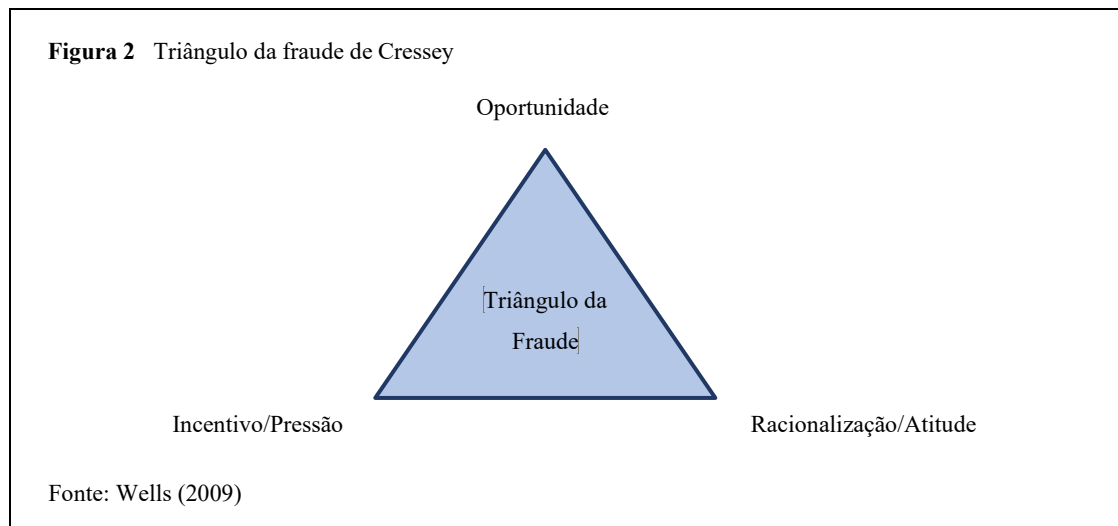 Figura 2 Triângulo da fraude de Cressey
Oportunidade
Triângulo da
Fraude
Incentivo/Pressão
Racionalização/Atitude
Fonte: Wells (2009)